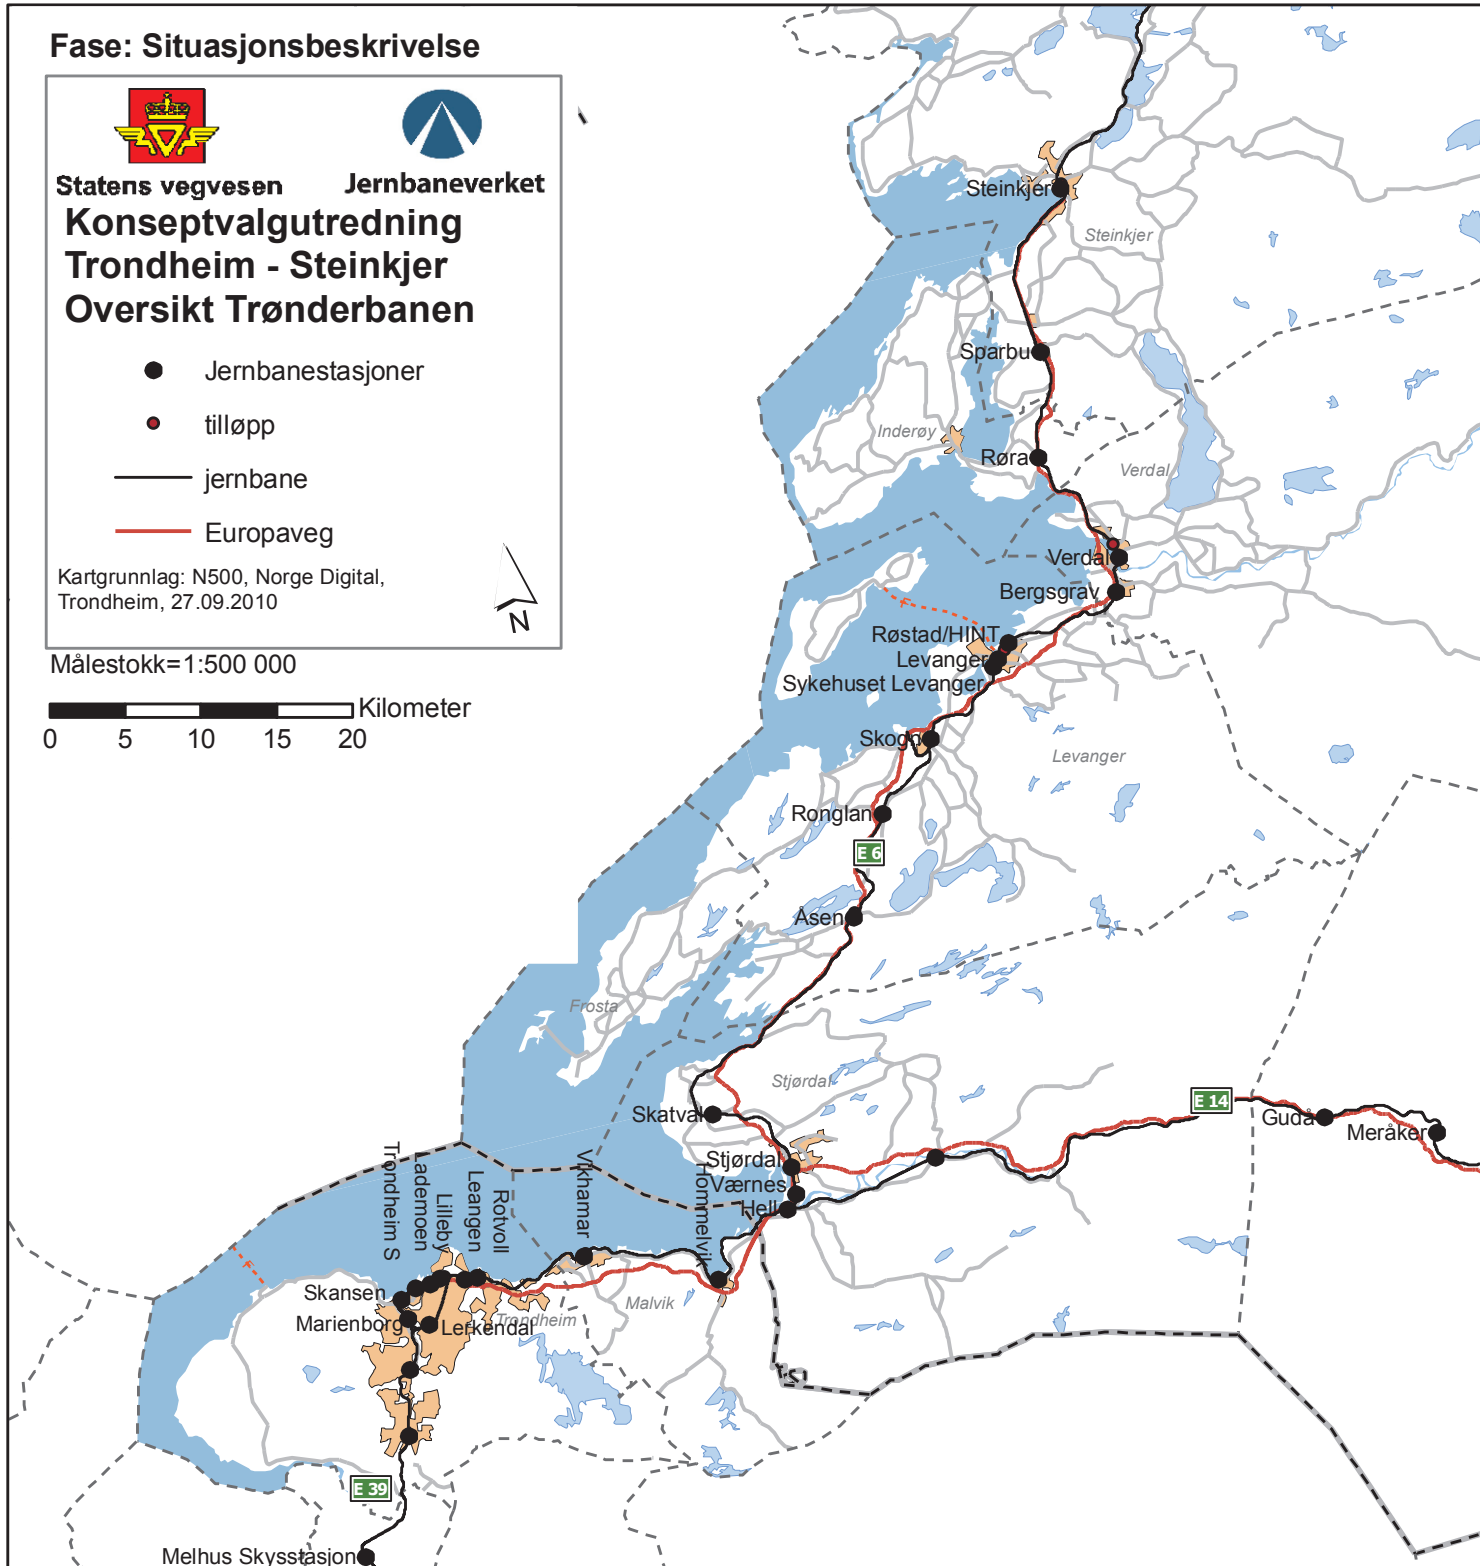 Fase: Situasjonsbeskrivelse
Statens vegvesen
Jernbaneverket
Konseptvalgutredning
Trondheim - Steinkjer
Oversikt Trønderbanen
Jernbanestasjoner
tilløpp
jernbane
Europaveg
Kartgrunnlag: N500, Norge Digital,
Trondheim, 27.09.2010
N
Målestokk=1:500 000
Kilometer
0 5 10 15 20
Steinkjer
Steinkjer
Sparbu
Inderøy
Røra
Verdal
Verdal
Bergsgrav
Røstad/HINT
Levanger
Sykehuset Levanger
Skogn
Levanger
Ronglan
E 6
Åsen
Frosta
Stjørdal
Skatval
E 14
Gudå
Meråker
Stjørdal
Værnes
Hell
Trondheim S
Lademoen
Lilleby
Leangen
Rotvoll
Vikhamar
Hommelvik
Skansen
Marienborg
Lerkendal
Trondheim
Malvik
E 39
Melhus Skysstasjon